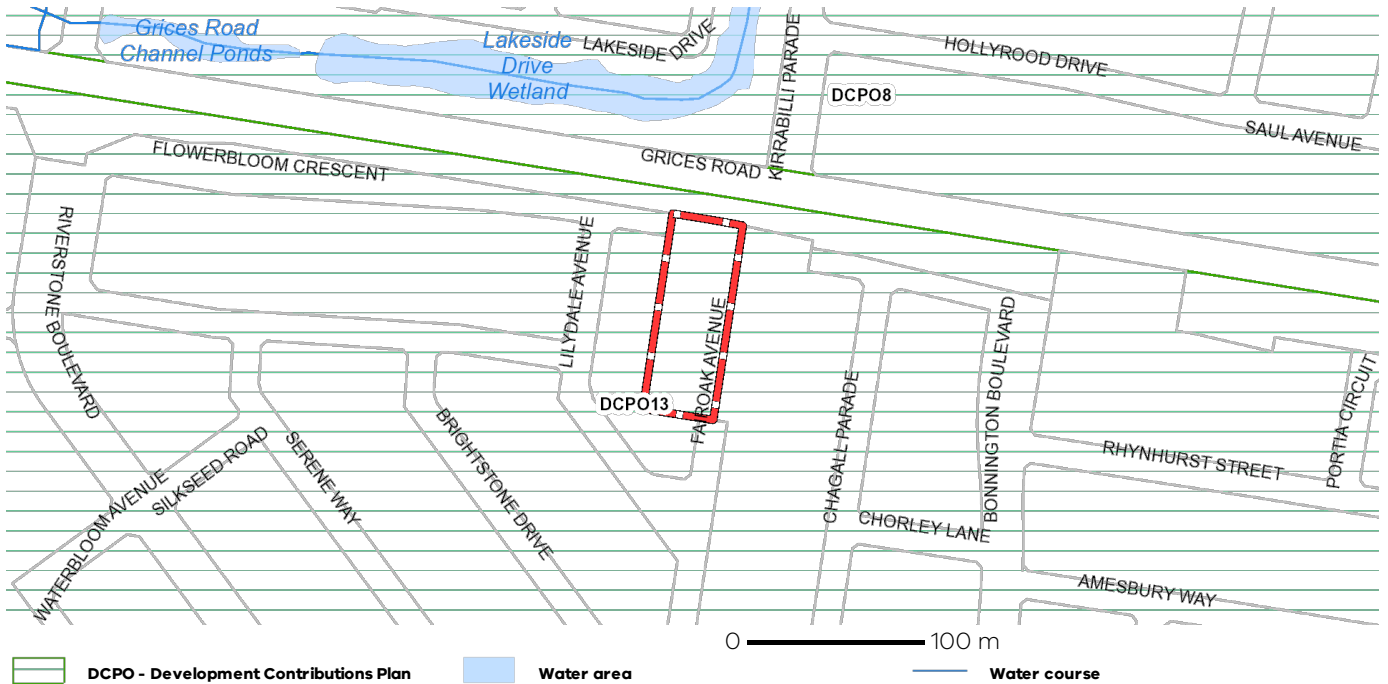 Grices Road
Channel Ponds
Lakeside
Drive
Wetland
LAKESIDE DRIVE
KIRRABILLI PARADE
HOLLYROOD DRIVE
DCPO8
SAUL AVENUE
FLOWERBLOOM CRESCENT
GRICES ROAD
RIVERSTONE BOULEVARD
LILYDALE AVENUE
FAIROAK AVENUE
DCPO13
BONNINGTON BOULEVARD
CHAGALL PARADE
PORTIA CIRCUIT
RHYNHURST STREET
WATERBLOOM AVENUE
SILKSEED ROAD
SERENE WAY
BRIGHTSTONE DRIVE
CHORLEY LANE
AMESBURY WAY
0 100 m
DCPO - Development Contributions Plan
Water area
Water course